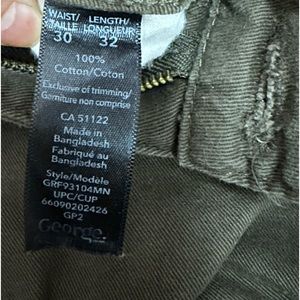 WAIST/ LENGTH/
TAILLE LONGUEUR
30 32
100%
Cotton/Coton
Exclusive of trimming/
Garniture non comprise
CA 51122
Made in
Bangladesh
Fabriqué au
Bangladesh
Style/Modèle
GRF93104MN
UPC/CUP
66090202426
GP2
George.